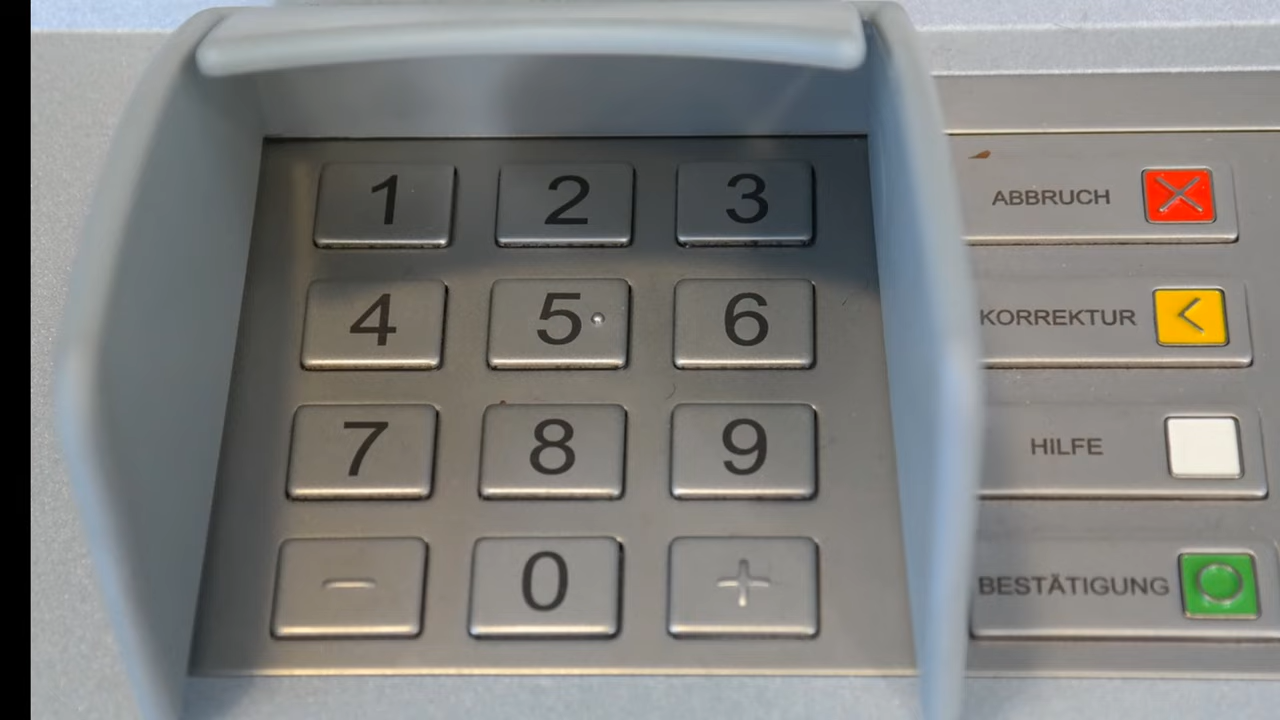 1 2 3 ABBRUCH
4 5 6 KORREKTUR <
7 8 9 HILFE
- 0 + BESTÄTIGUNG